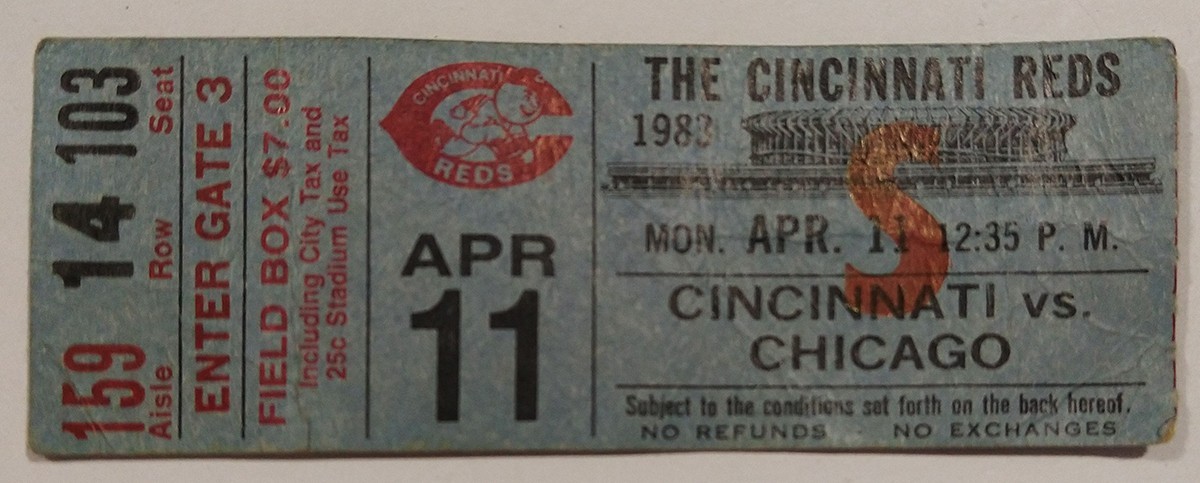 159 Aisle
14 Row
103 Seat
ENTER GATE 3
FIELD BOX $7.00
Including City Tax and
25c Stadium Use Tax
CINCINNATI
REDS
APR
11
THE CINCINNATI REDS
1983
S
MON. APR. 11 12:35 P. M.
CINCINNATI vs.
CHICAGO
Subject to the conditions set forth on the back hereof.
NO REFUNDS NO EXCHANGES